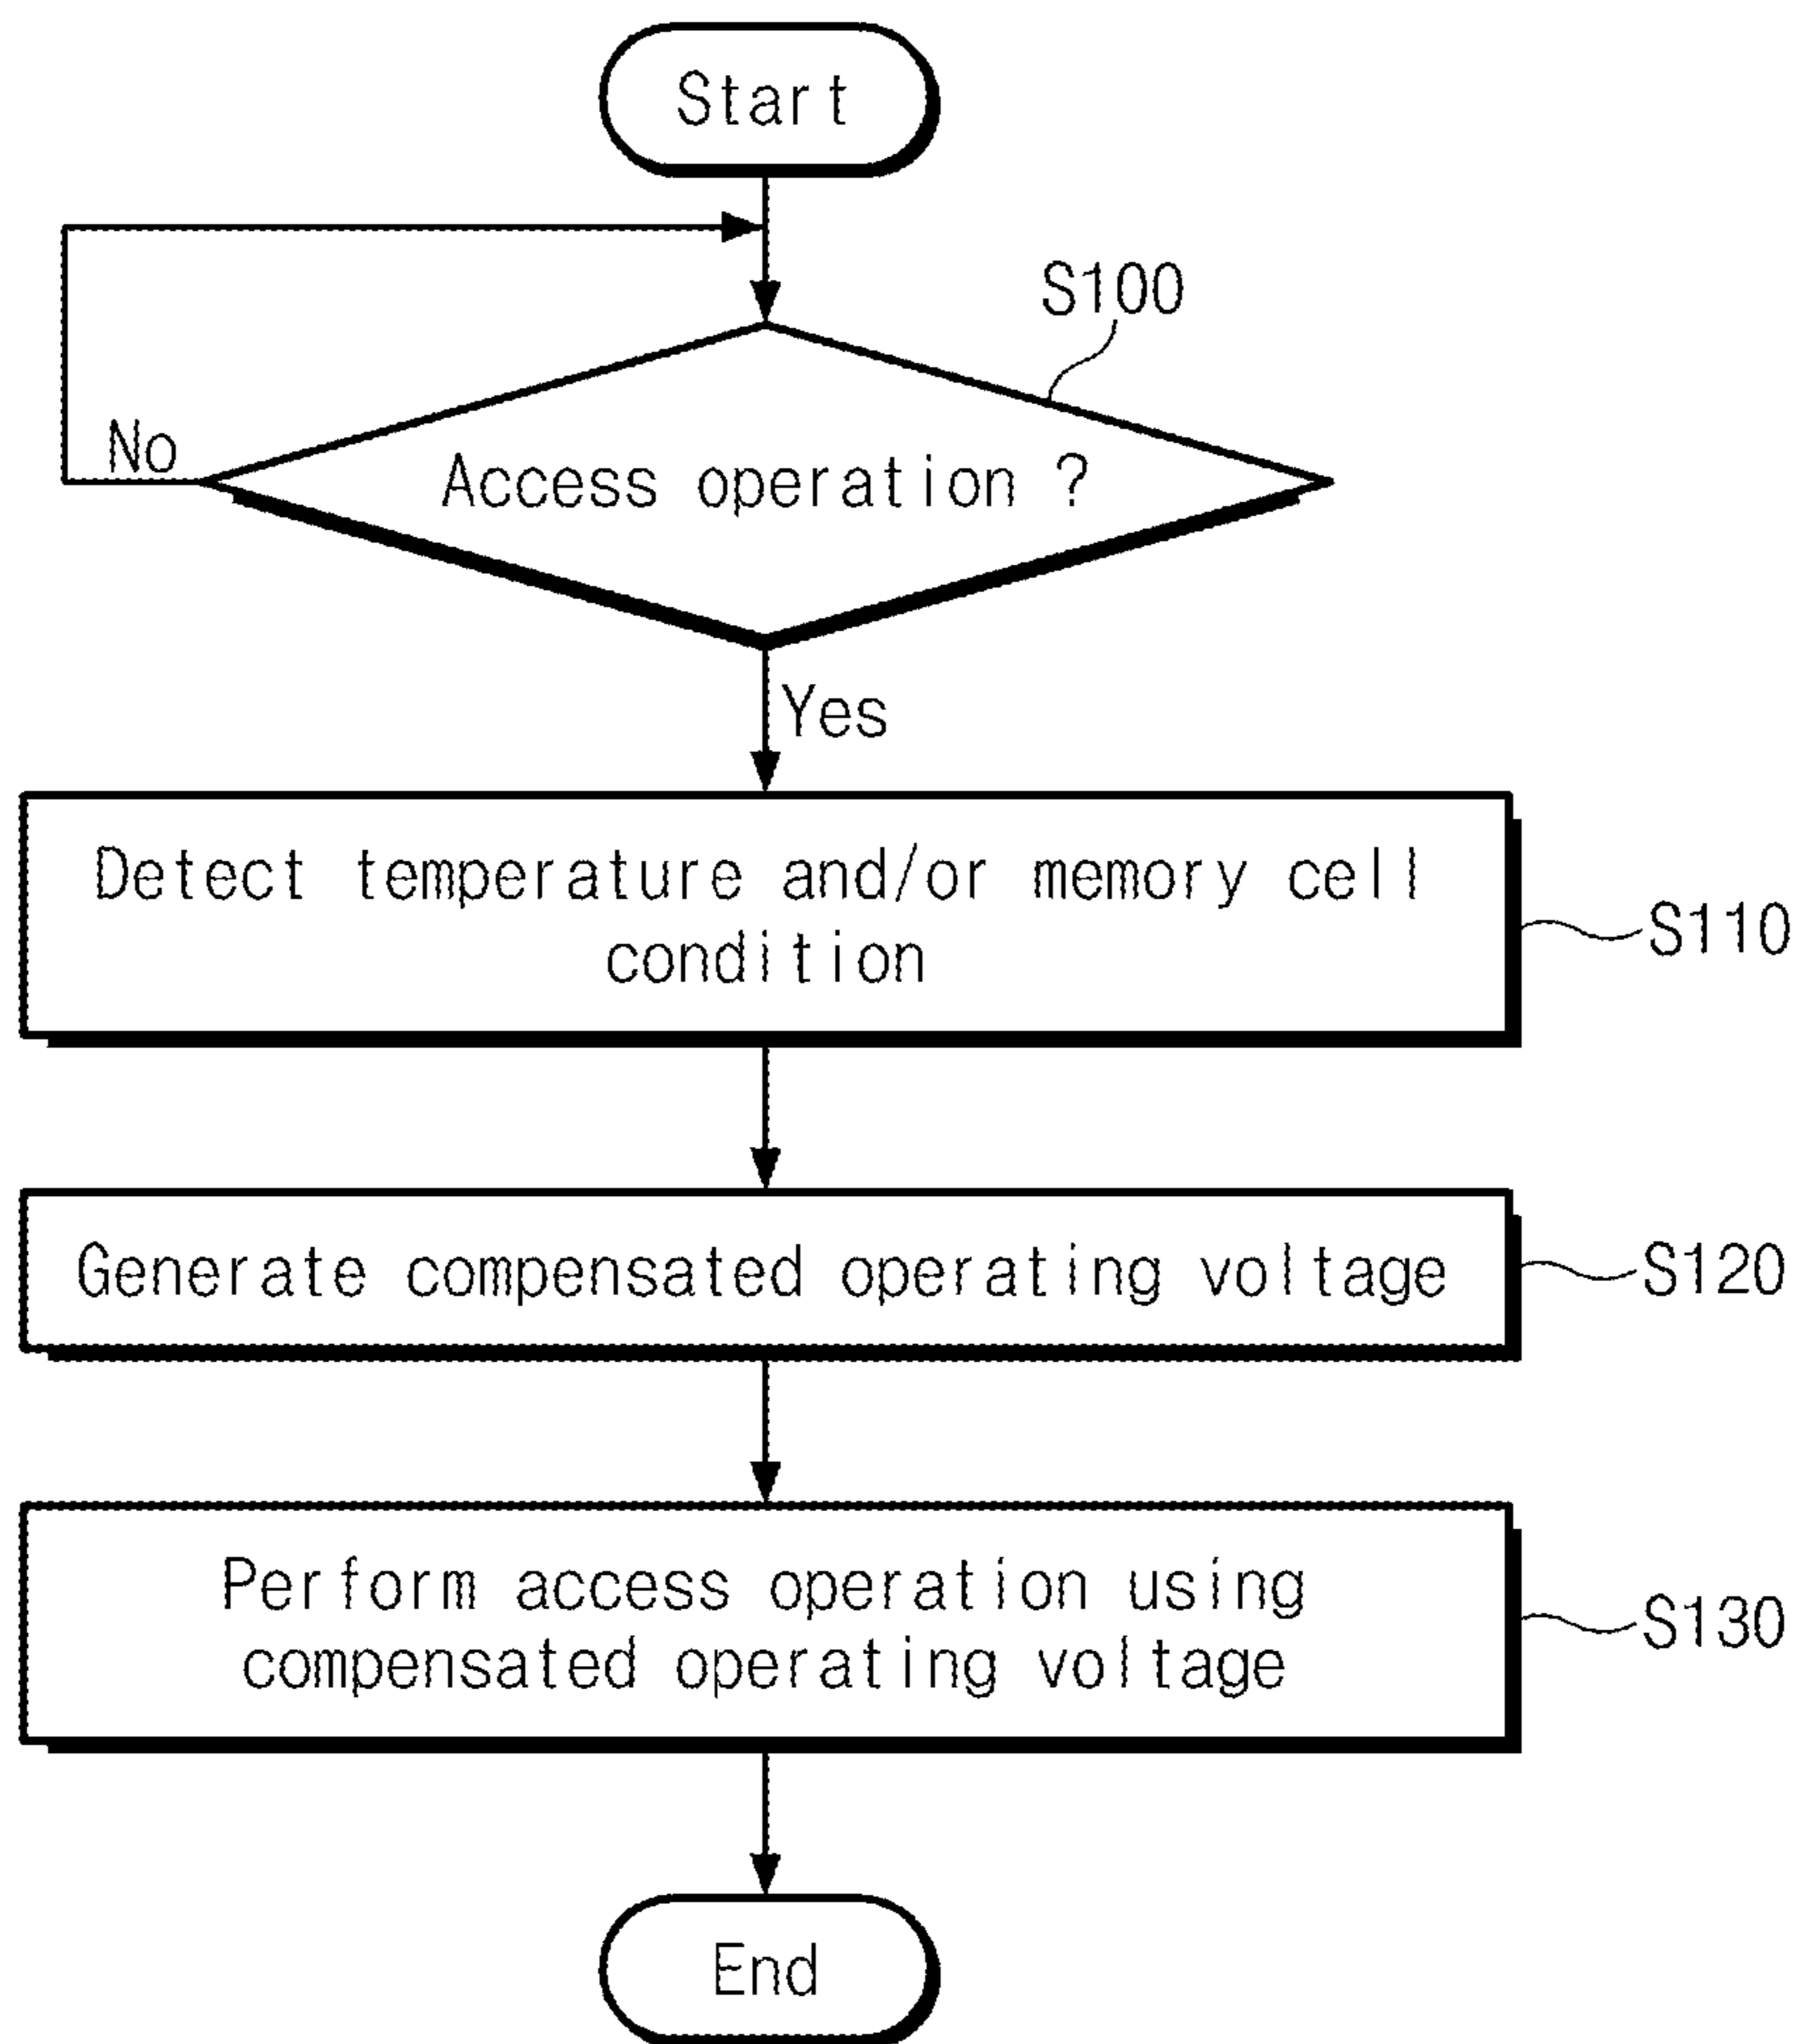 Start
S100
No
Access operation ?
Yes
Detect temperature and/or memory cell
condition
S110
Generate compensated operating voltage
S120
Perform access operation using
compensated operating voltage
S130
End